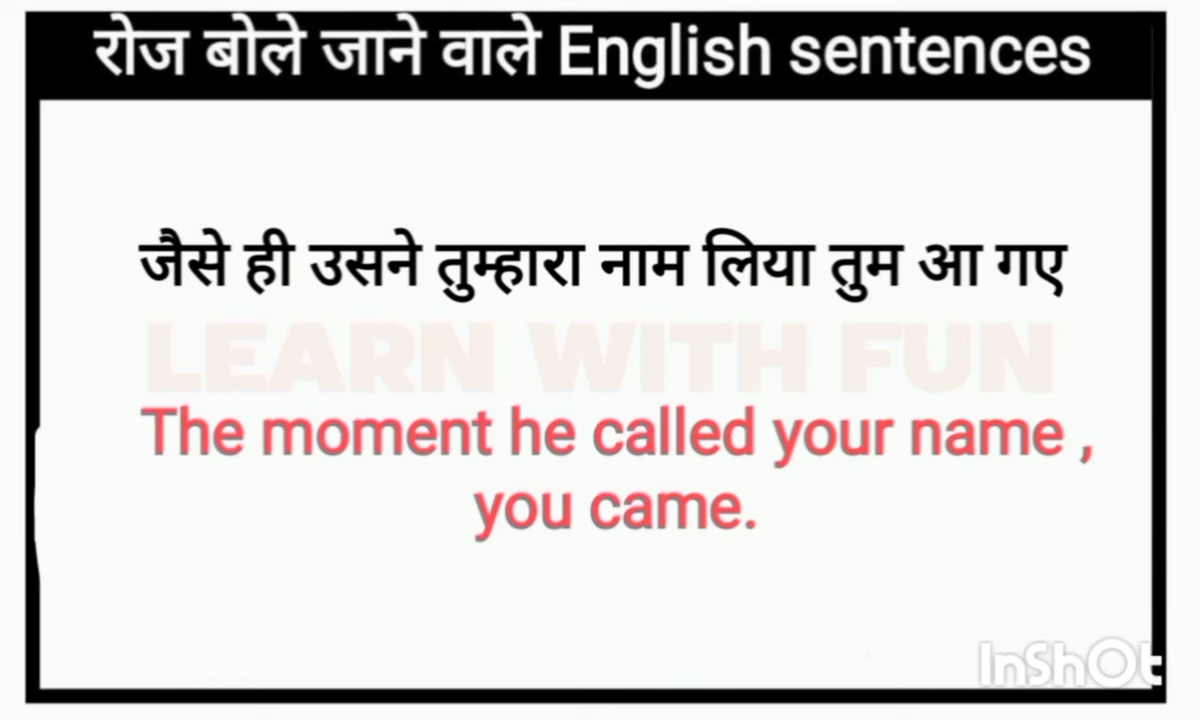 रोज बोले जाने वाले English sentences
जैसे ही उसने तुम्हारा नाम लिया तुम आ गए
LEARN WITH FUN
The moment he called your name ,
you came.
InShOt